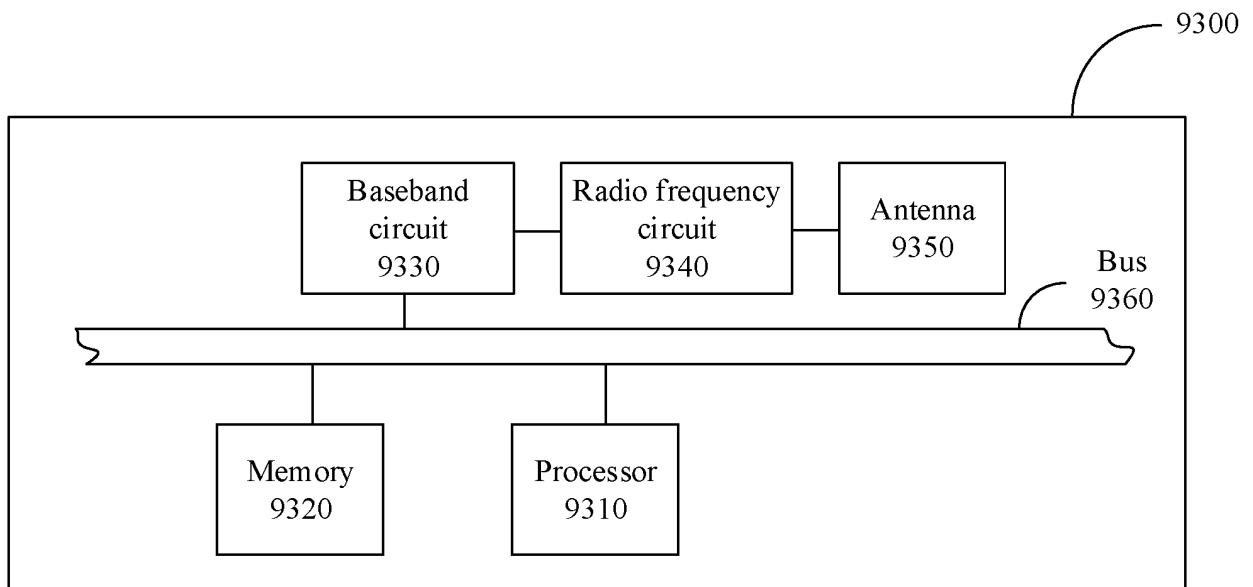 9300
Baseband
circuit
9330
Radio frequency
circuit
9340
Antenna
9350
Bus
9360
Memory
9320
Processor
9310